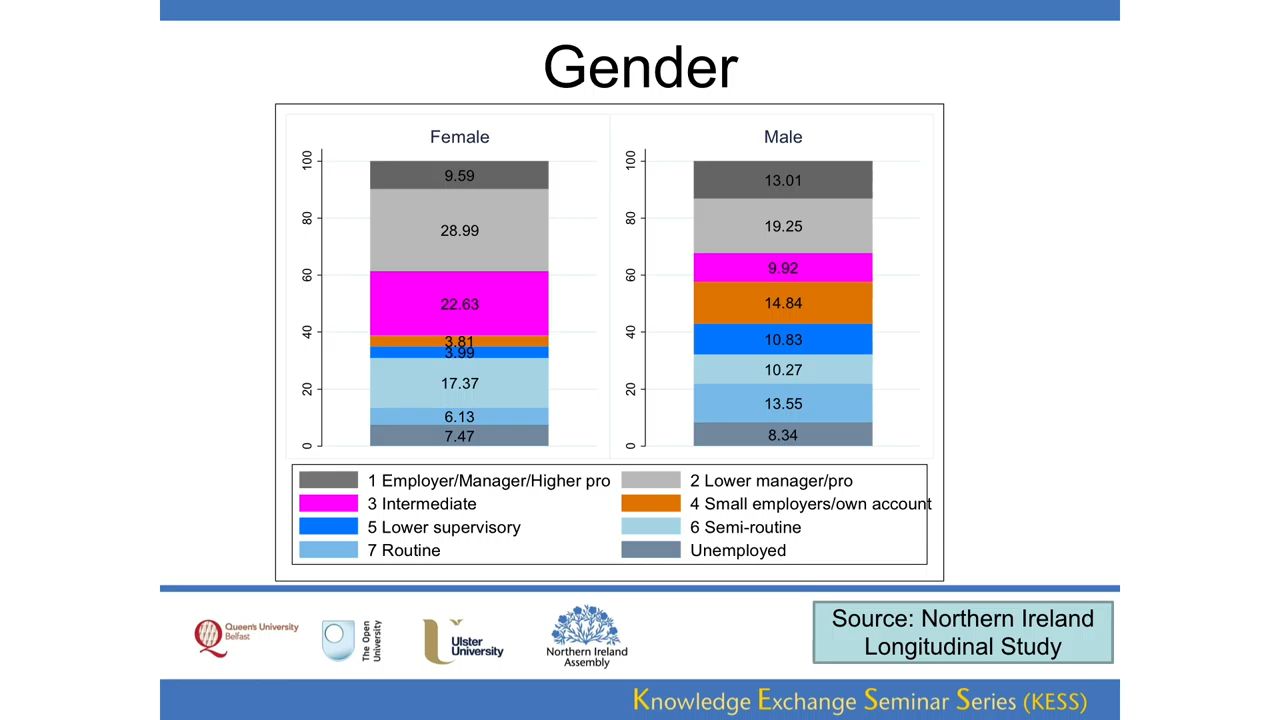 Gender
Female
Male
100
80
60
40
20
0
9.59
28.99
22.63
3.81
3.99
17.37
6.13
7.47
100
80
60
40
20
0
13.01
19.25
9.92
14.84
10.83
10.27
13.55
8.34
1 Employer/Manager/Higher pro
2 Lower manager/pro
3 Intermediate
4 Small employers/own account
5 Lower supervisory
6 Semi-routine
7 Routine
Unemployed
Queen's University
Belfast
The Open
University
Ulster
University
Northern Ireland
Assembly
Source: Northern Ireland
Longitudinal Study
Knowledge Exchange Seminar Series (KESS)